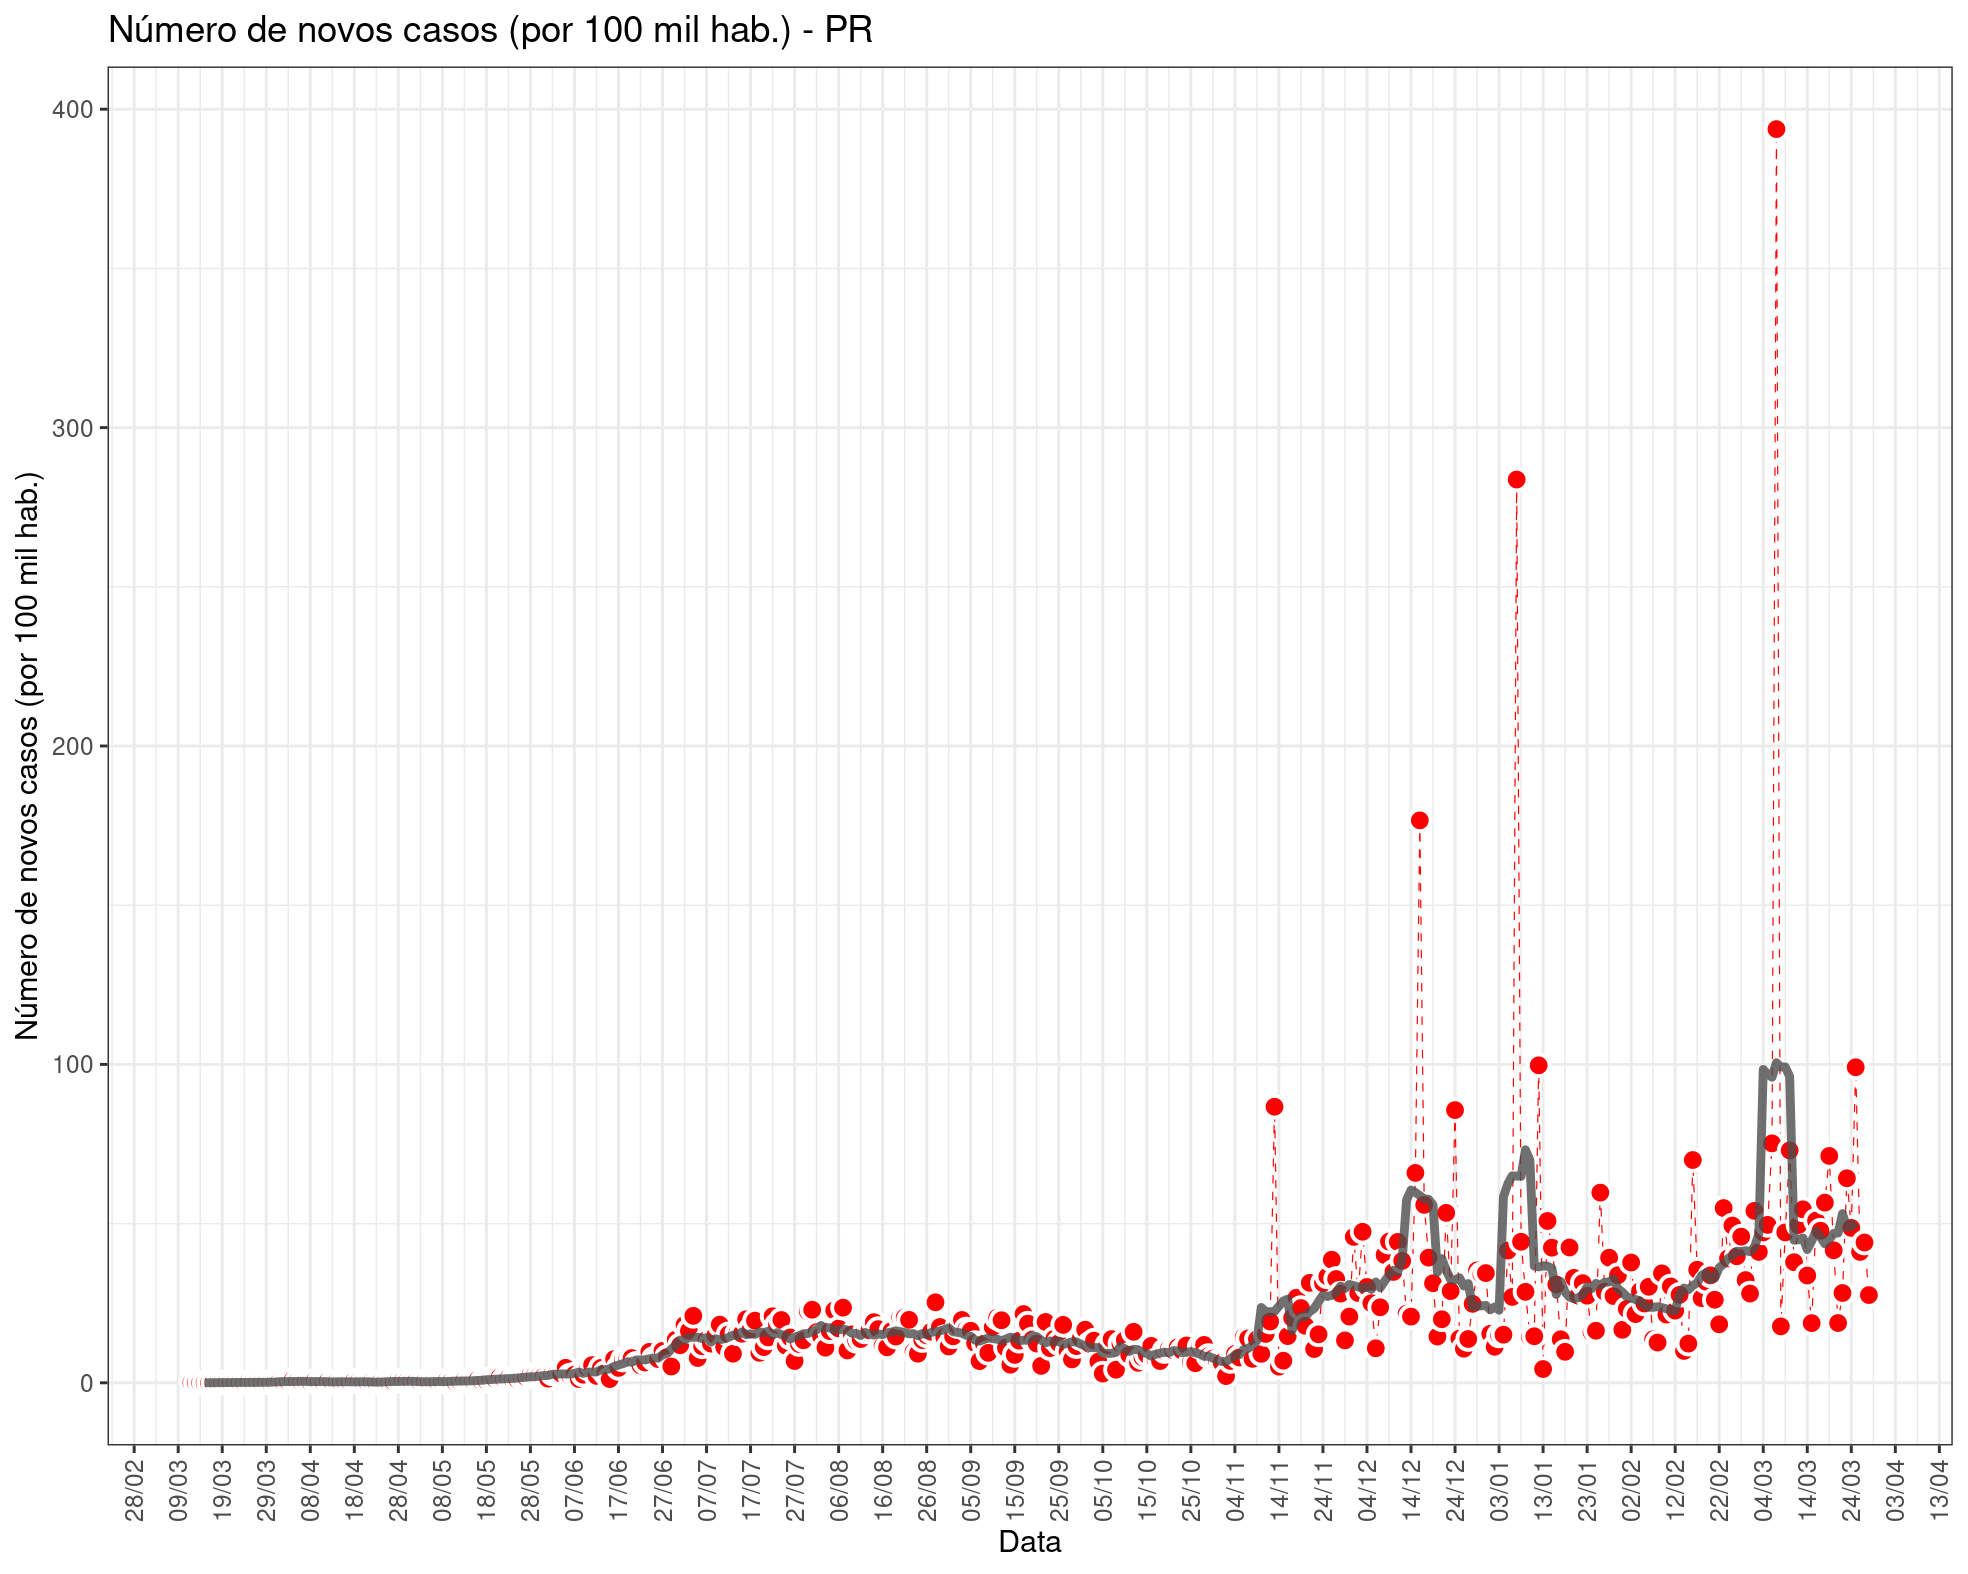 Número de novos casos (por 100 mil hab.) - PR
Número de novos casos (por 100 mil hab.)
400
300
200
100
0
28/02 09/03 19/03 29/03 08/04 18/04 28/04 08/05 18/05 28/05 07/06 17/06 27/06 07/07 17/07 27/07 06/08 16/08 26/08 05/09 15/09 25/09 05/10 15/10 25/10 04/11 14/11 24/11 04/12 14/12 24/12 03/01 13/01 23/01 02/02 12/02 22/02 04/03 14/03 24/03 03/04 13/04
Data